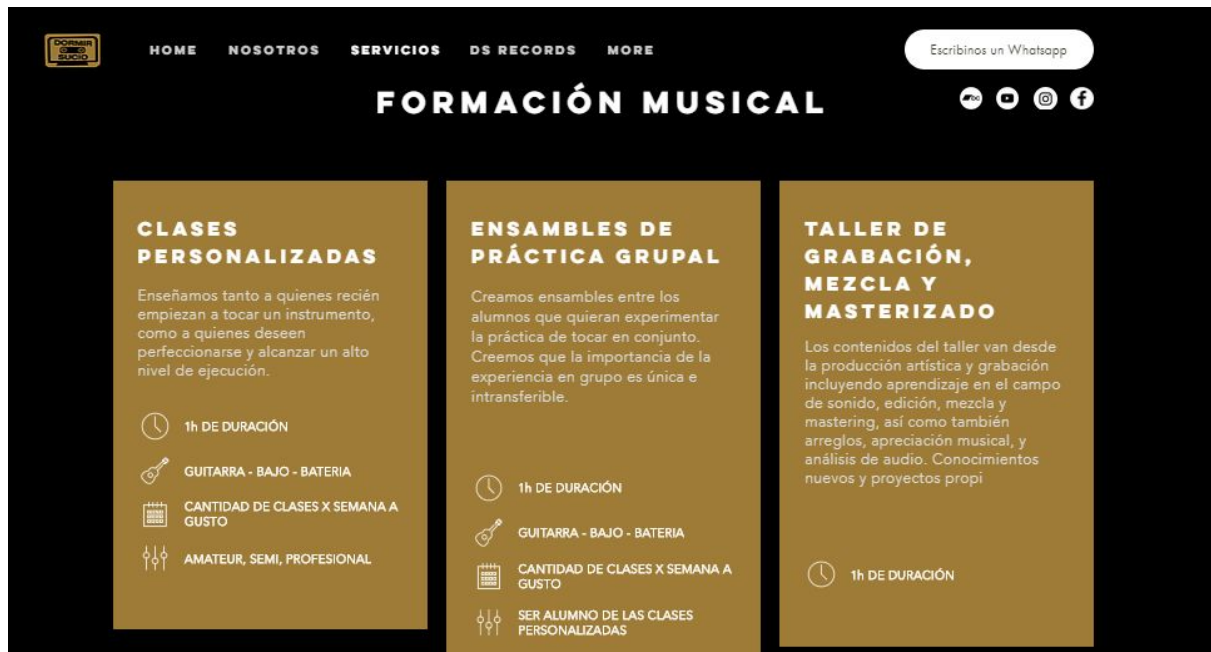 DORMIR
SUCIO
HOME NOSOTROS SERVICIOS DS RECORDS MORE
Escribinos un Whatsapp
FORMACIÓN MUSICAL
CLASES
PERSONALIZADAS
Enseñamos tanto a quienes recién
empiezan a tocar un instrumento,
como a quienes deseen
perfeccionarse y alcanzar un alto
nivel de ejecución.
1h DE DURACIÓN
GUITARRA - BAJO - BATERIA
CANTIDAD DE CLASES X SEMANA A
GUSTO
AMATEUR, SEMI, PROFESIONAL
ENSAMBLES DE
PRÁCTICA GRUPAL
Creamos ensambles entre los
alumnos que quieran experimentar
la práctica de tocar en conjunto.
Creemos que la importancia de la
experiencia en grupo es única e
intransferible.
1h DE DURACIÓN
GUITARRA - BAJO - BATERIA
CANTIDAD DE CLASES X SEMANA A
GUSTO
SER ALUMNO DE LAS CLASES
PERSONALIZADAS
TALLER DE
GRABACIÓN,
MEZCLA Y
MASTERIZADO
Los contenidos del taller van desde
la producción artística y grabación
incluyendo aprendizaje en el campo
de sonido, edición, mezcla y
mastering, así como también
arreglos, apreciación musical, y
análisis de audio. Conocimientos
nuevos y proyectos propi
1h DE DURACIÓN